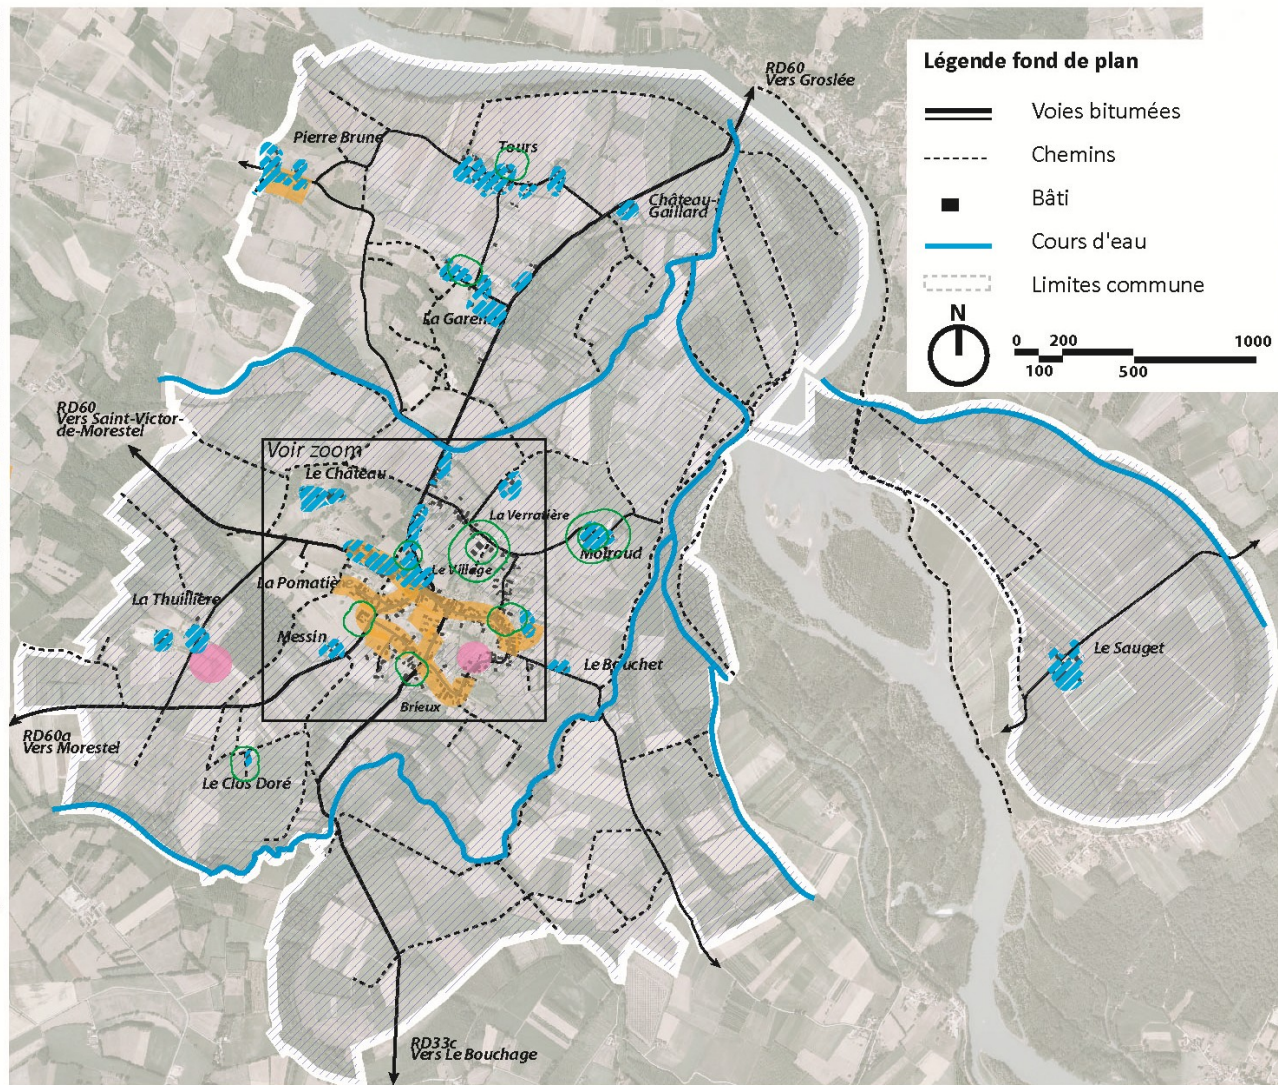 RD60
Vers Groslée
Légende fond de plan
Voies bitumées
Chemins
Bâti
Cours d'eau
Limites commune
N
0 200 1000
100 500
Pierre Brune
Tours
Château-
Gaillard
La Garenne
RD60
Vers Saint-Victor-
de-Morestel
Voir zoom
Le Château
La Verratière
Le Village
Moiroud
La Pomatière
La Thuillière
Messin
Le Bouchet
Le Sauget
Brieux
RD60a
Vers Morestel
Le Clos Doré
RD33c
Vers Le Bouchage